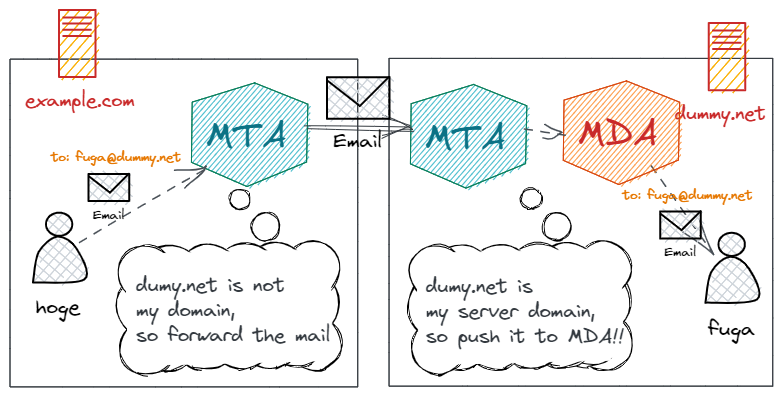 example.com
to: fuga@dummy.net
Email
hoge
MTA
dumy.net is not
my domain,
so forward the mail
Email
MTA
MDA
dummy.net
to: fuga@dummy.net
Email
fuga
dumy.net is
my server domain,
so push it to MDA!!